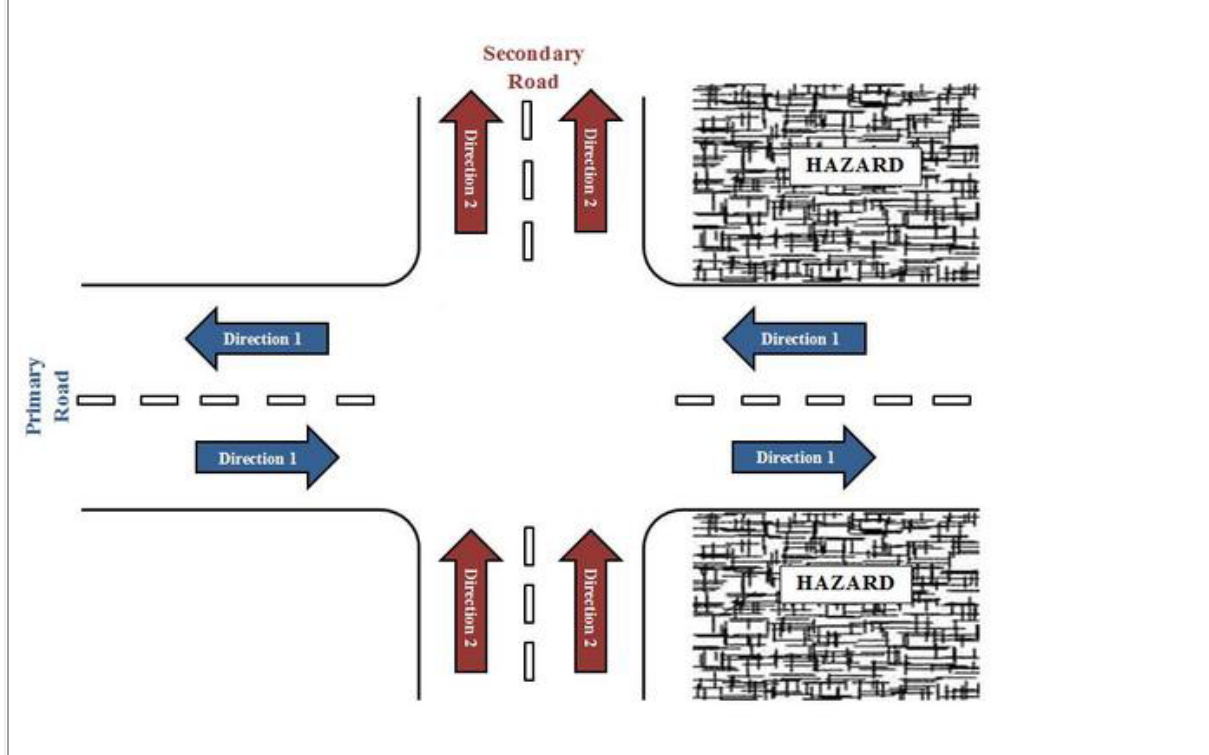 Secondary
Road
Direction 2
Direction 2
HAZARD
Direction 1
Direction 1
Primary
Road
Direction 1
Direction 1
Direction 2
Direction 2
HAZARD